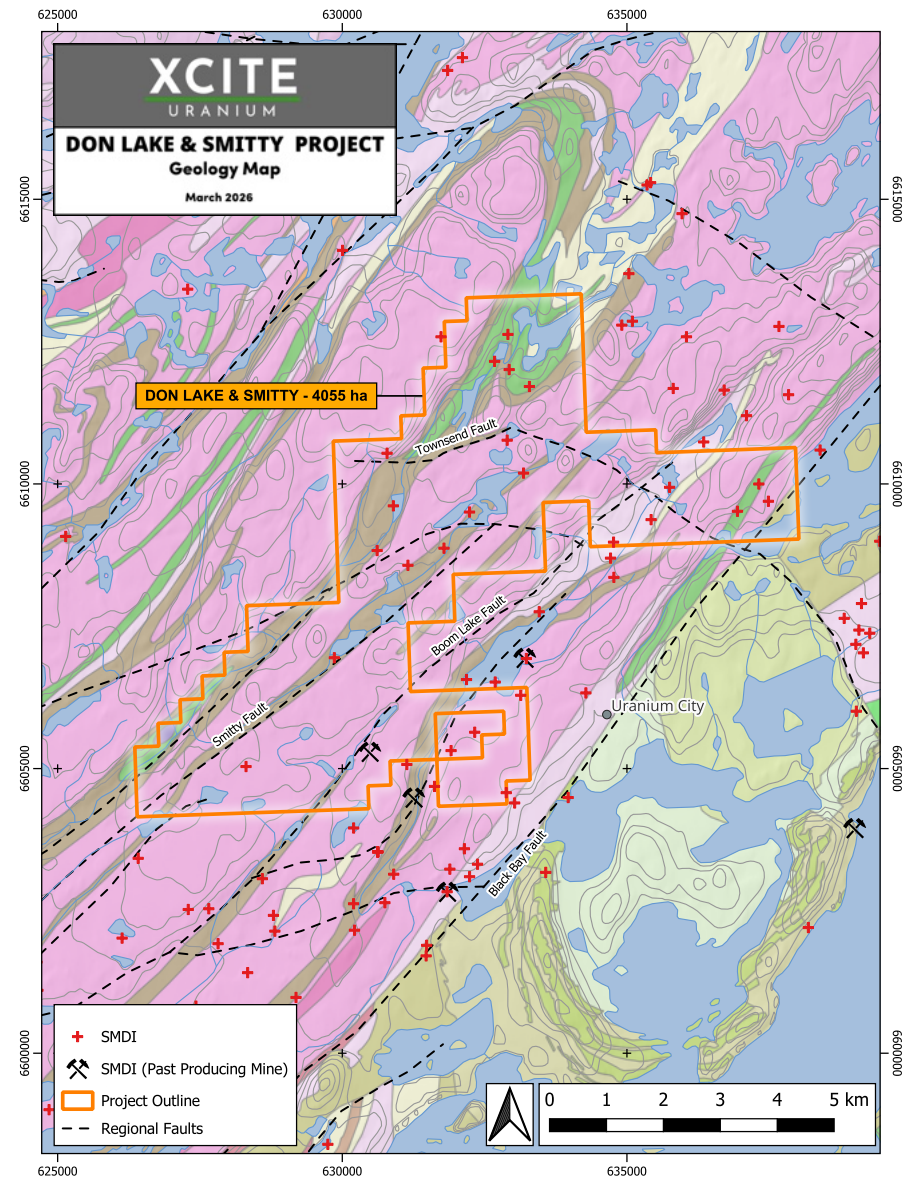 625000 630000 635000
XCITE
URANIUM
DON LAKE & SMITTY PROJECT
Geology Map
March 2026
6615000 6615000
DON LAKE & SMITTY - 4055 ha
Townsend Fault
6610000 6610000
Boom Lake Fault
Smitty Fault
Uranium City
6605000 6605000
Black Bay Fault
6600000 6600000
SMDI
SMDI (Past Producing Mine)
Project Outline
Regional Faults
0 1 2 3 4 5 km
625000 630000 635000